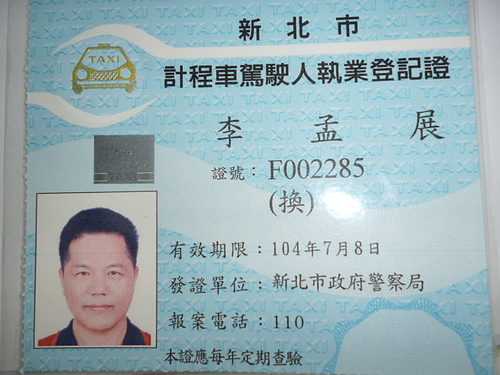 新北市
TAXI
計程車駕駛人執業登記證
李孟展
證號：F002285
(換)
TAXI
有效期限：104年7月8日
發證單位：新北市政府警察局
報案電話：110
本證應每年定期查驗